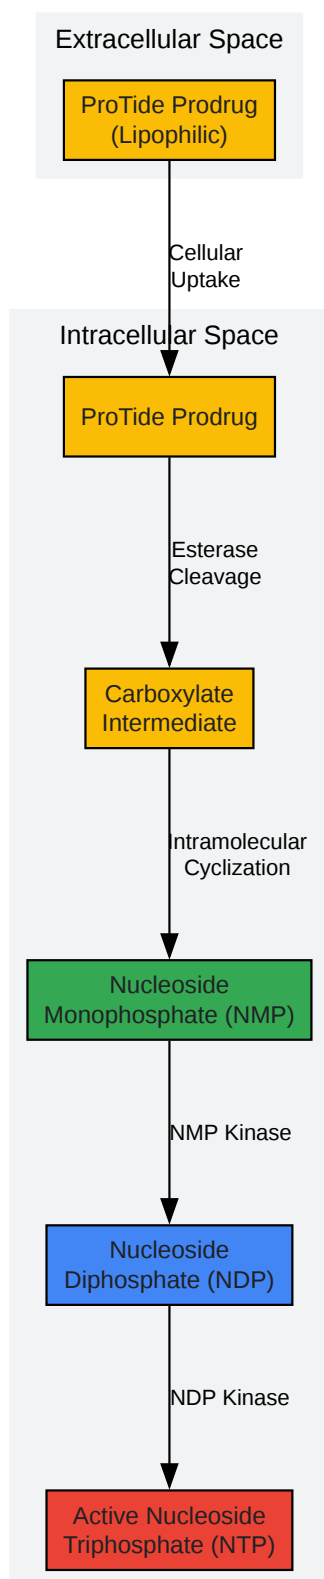 Extracellular Space
ProTide Prodrug
(Lipophilic)
Cellular
Uptake
Intracellular Space
ProTide Prodrug
Esterase
Cleavage
Carboxylate
Intermediate
Intramolecular
Cyclization
Nucleoside
Monophosphate (NMP)
NMP Kinase
Nucleoside
Diphosphate (NDP)
NDP Kinase
Active Nucleoside
Triphosphate (NTP)